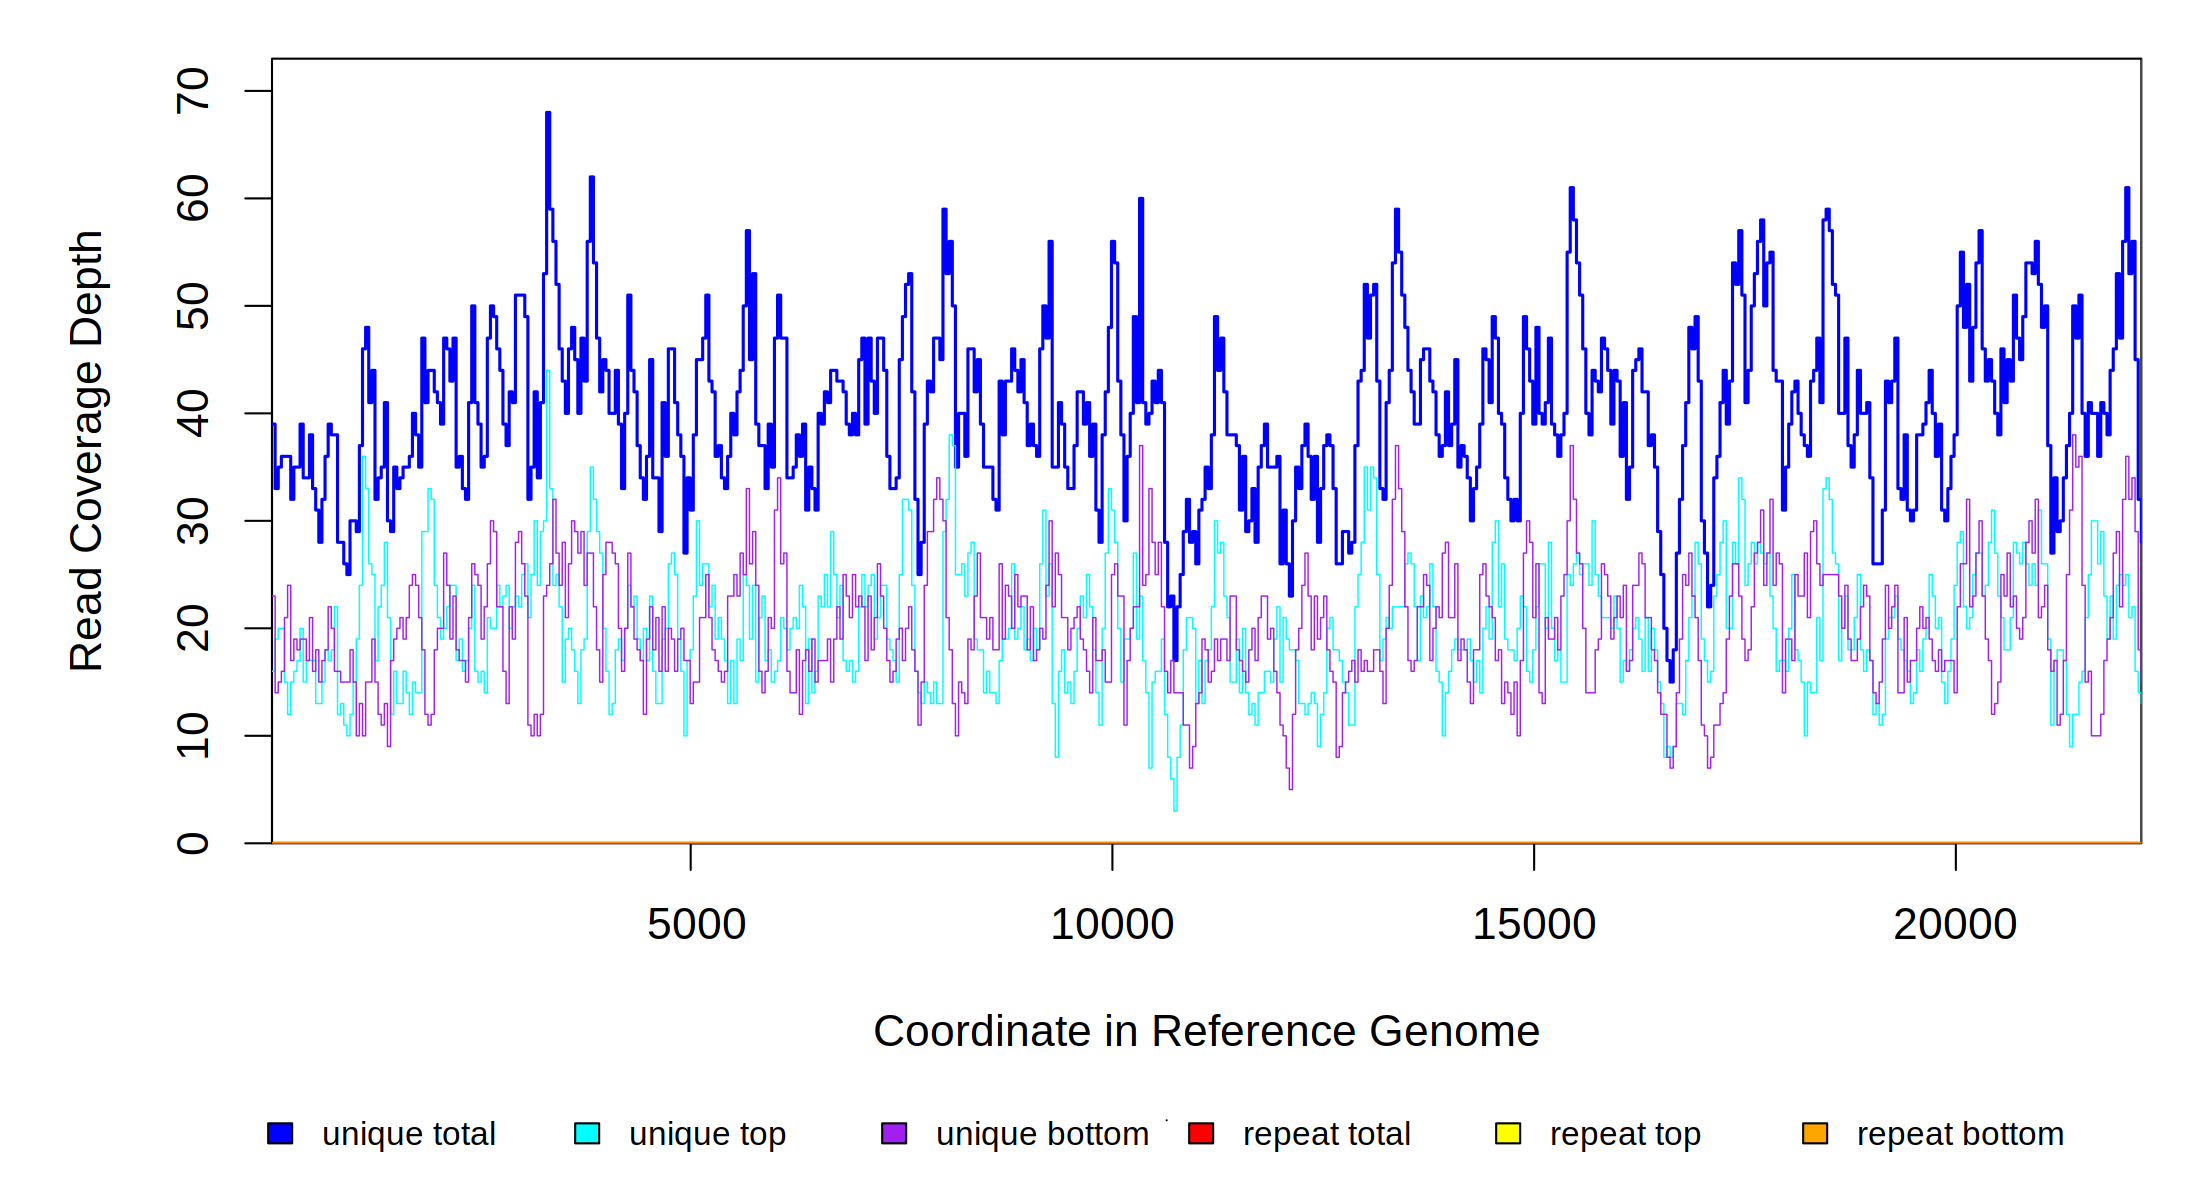 Read Coverage Depth
70
60
50
40
30
20
10
0
5000 10000 15000 20000
Coordinate in Reference Genome
unique total unique top unique bottom repeat total repeat top repeat bottom